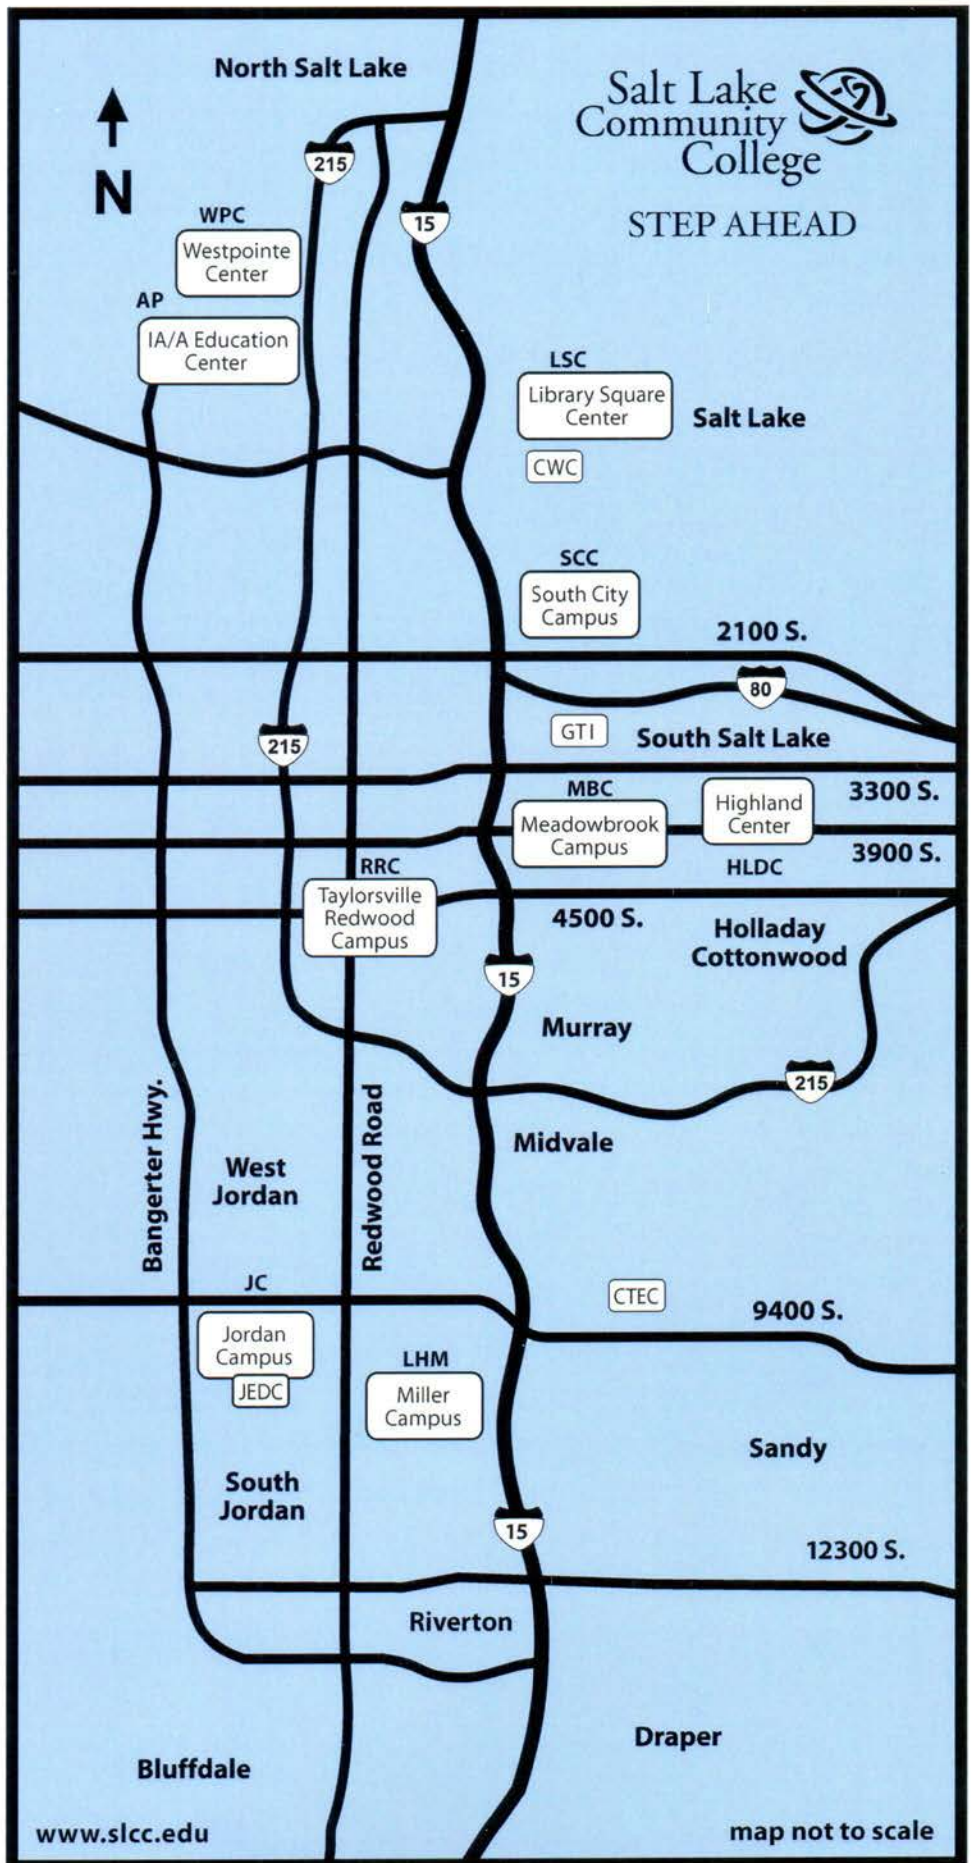 North Salt Lake
Salt Lake
Community
College
STEP AHEAD
N
215
15
WPC
Westpointe
Center
AP
IA/A Education
Center
LSC
Library Square
Center
Salt Lake
CWC
SCC
South City
Campus
2100 S.
80
GTI
South Salt Lake
215
MBC
Meadowbrook
Campus
Highland
Center
3300 S.
3900 S.
HLDC
RRC
Taylorsville
Redwood
Campus
4500 S.
Holladay
Cottonwood
15
Murray
215
Bangerter Hwy.
Redwood Road
Midvale
West
Jordan
JC
Jordan
Campus
JEDC
CTEC
9400 S.
LHM
Miller
Campus
Sandy
South
Jordan
15
12300 S.
Riverton
Draper
Bluffdale
www.slcc.edu
map not to scale